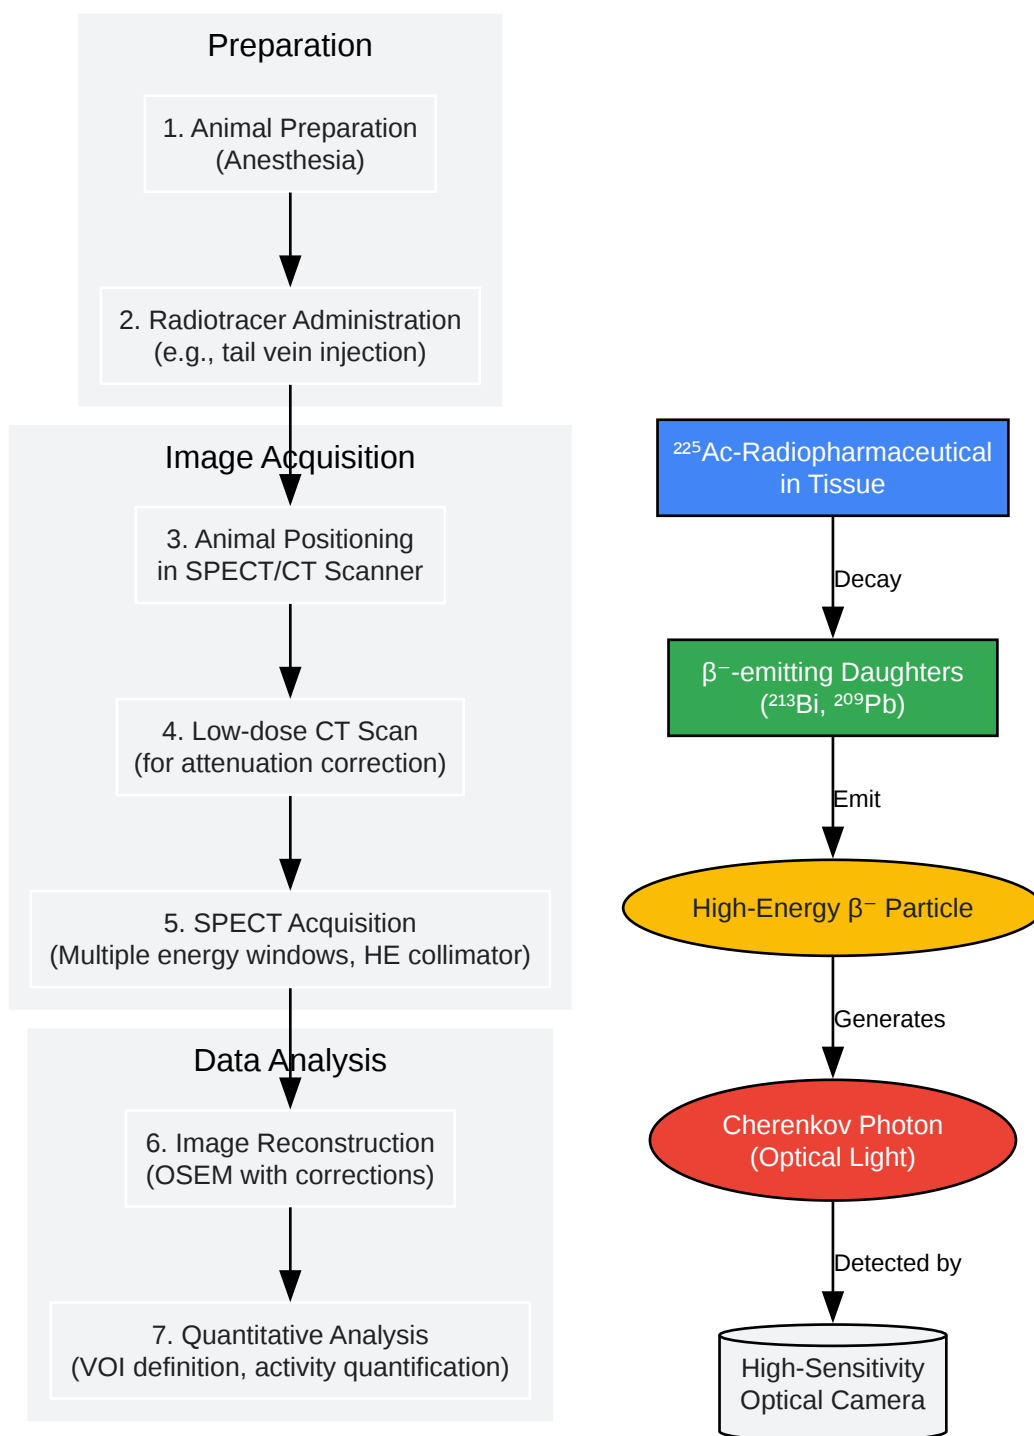 Preparation
1. Animal Preparation
(Anesthesia)
2. Radiotracer Administration
(e.g., tail vein injection)
Image Acquisition
3. Animal Positioning
in SPECT/CT Scanner
4. Low-dose CT Scan
(for attenuation correction)
5. SPECT Acquisition
(Multiple energy windows, HE collimator)
Data Analysis
6. Image Reconstruction
(OSEM with corrections)
7. Quantitative Analysis
(VOI definition, activity quantification)
²²⁵Ac-Radiopharmaceutical
in Tissue
Decay
β⁻-emitting Daughters
(²¹³Bi, ²⁰⁹Pb)
Emit
High-Energy β⁻ Particle
Generates
Cherenkov Photon
(Optical Light)
Detected by
High-Sensitivity
Optical Camera